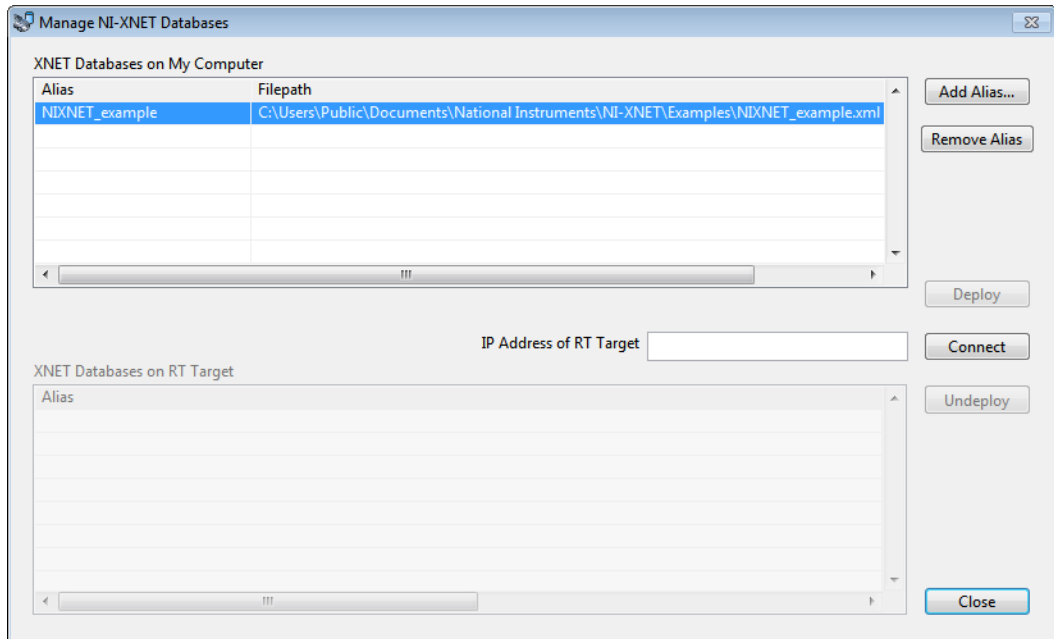 Manage NI-XNET Databases
XNET Databases on My Computer
Alias Filepath
NIXNET_example C:\Users\Public\Documents\National Instruments\NI-XNET\Examples\NIXNET_example.xml
Add Alias...
Remove Alias
Deploy
IP Address of RT Target
Connect
XNET Databases on RT Target
Alias
Undeploy
Close